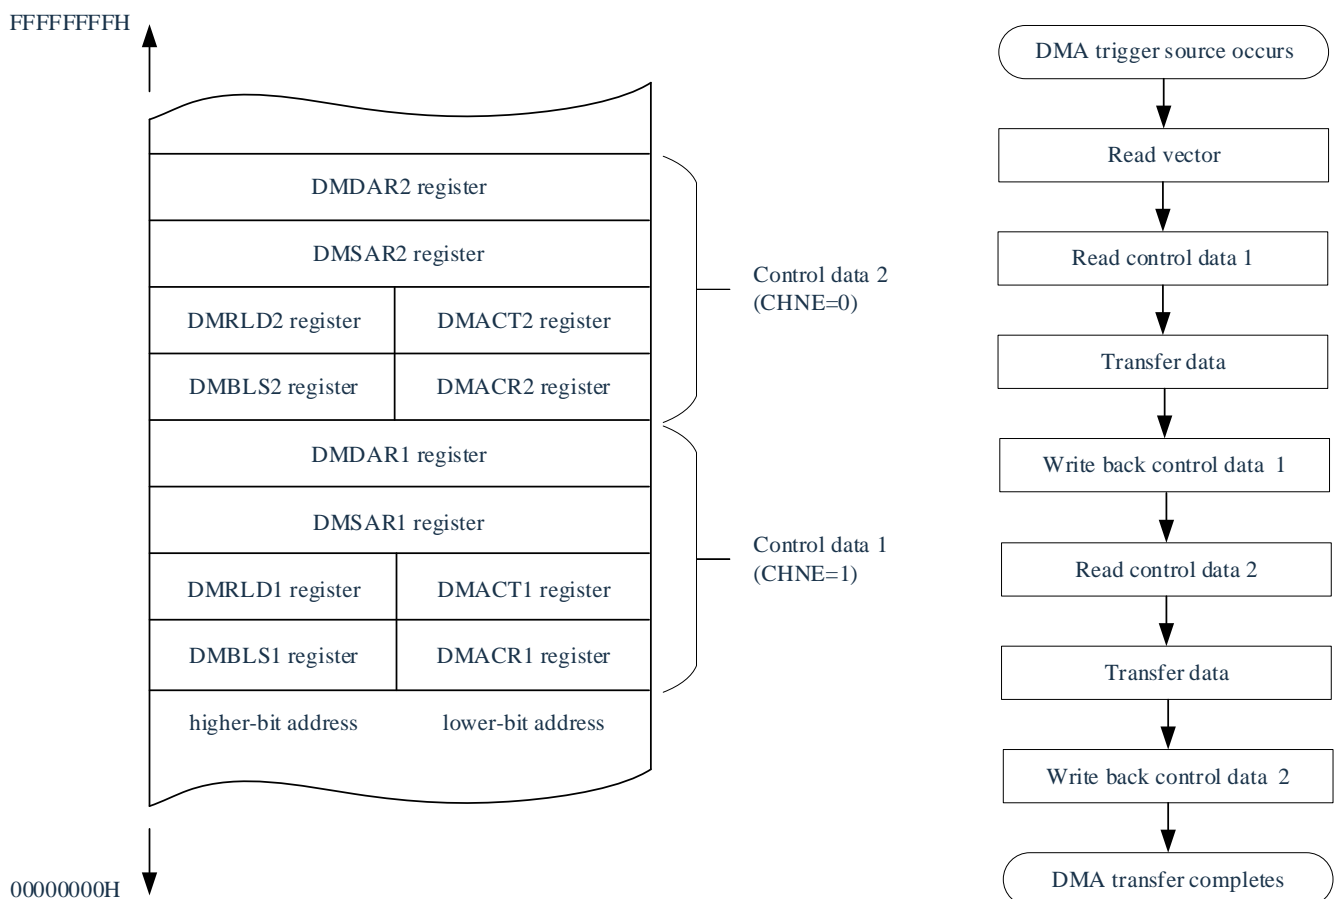 FFFFFFFFH
DMDAR2 register
DMSAR2 register
DMRLD2 register DMACT2 register
DMBLS2 register DMACR2 register
DMDAR1 register
DMSAR1 register
DMRLD1 register DMACT1 register
DMBLS1 register DMACR1 register
higher-bit address lower-bit address
00000000H
Control data 2
(CHNE=0)
Control data 1
(CHNE=1)
DMA trigger source occurs
Read vector
Read control data 1
Transfer data
Write back control data 1
Read control data 2
Transfer data
Write back control data 2
DMA transfer completes